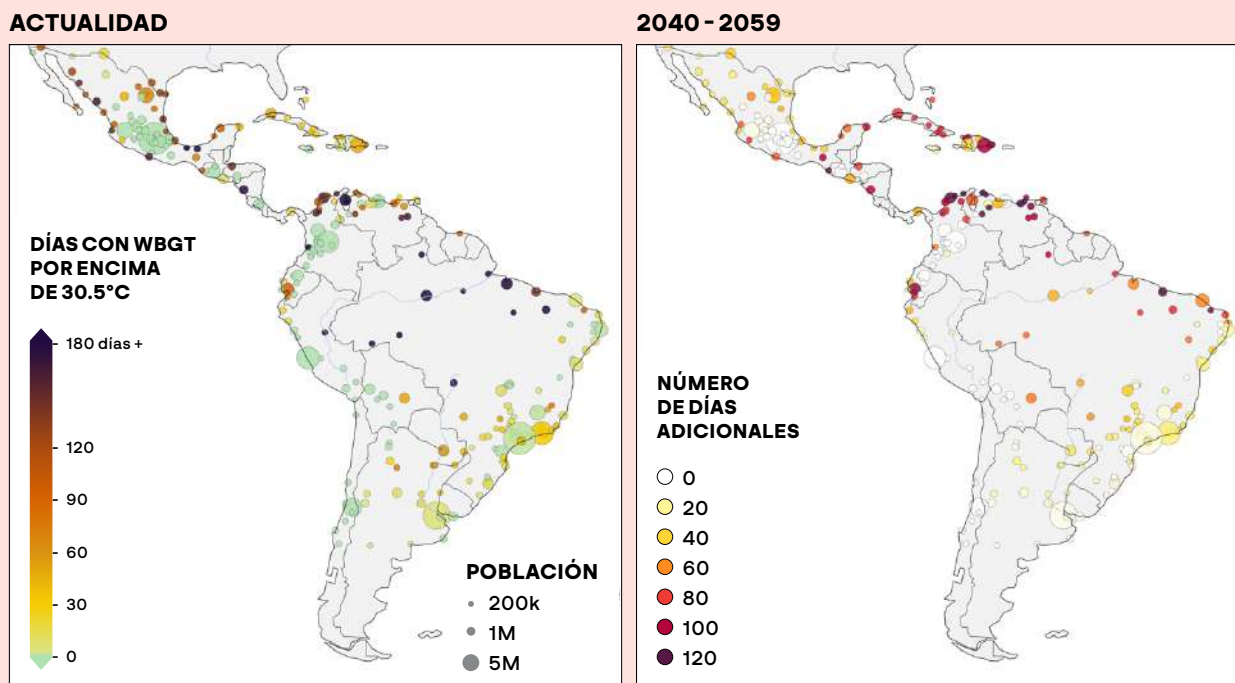 ACTUALIDAD
DÍAS CON WBGT
POR ENCIMA
DE 30.5°C
180 días +
120
90
60
30
0
POBLACIÓN
200k
1M
5M
2040 - 2059
NÚMERO
DE DÍAS
ADICIONALES
0
20
40
60
80
100
120